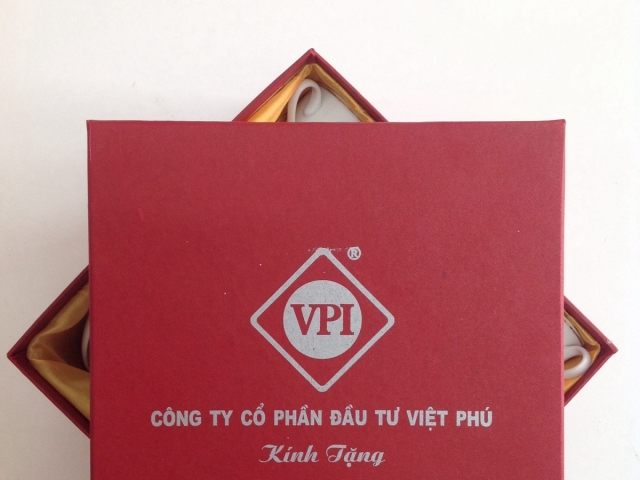 ®
VPI
CÔNG TY CỔ PHẦN ĐẦU TƯ VIỆT PHÚ
Kính Tặng